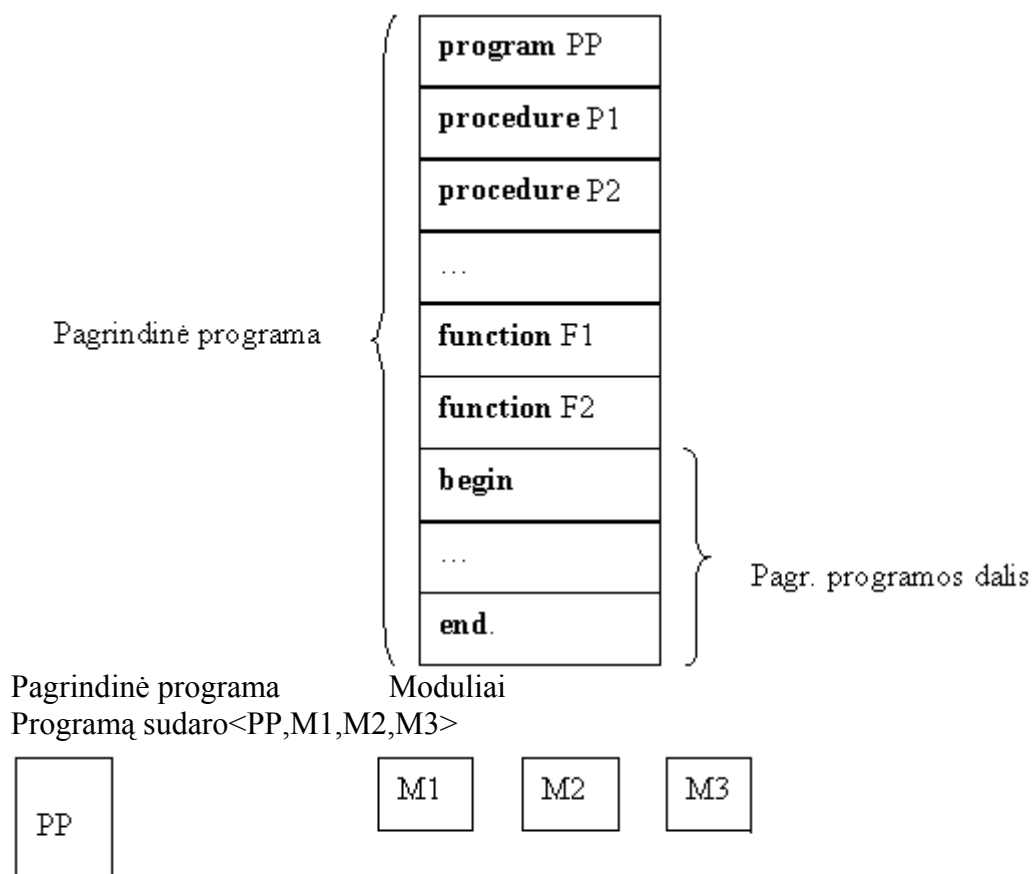 program PP
procedure P1
procedure P2
...
Pagrindinė programa
function F1
function F2
begin
...
Pagr. programos dalis
end.
Pagrindinė programa Moduliai
Programą sudaro<PP,M1,M2,M3>
M1 M2 M3
PP